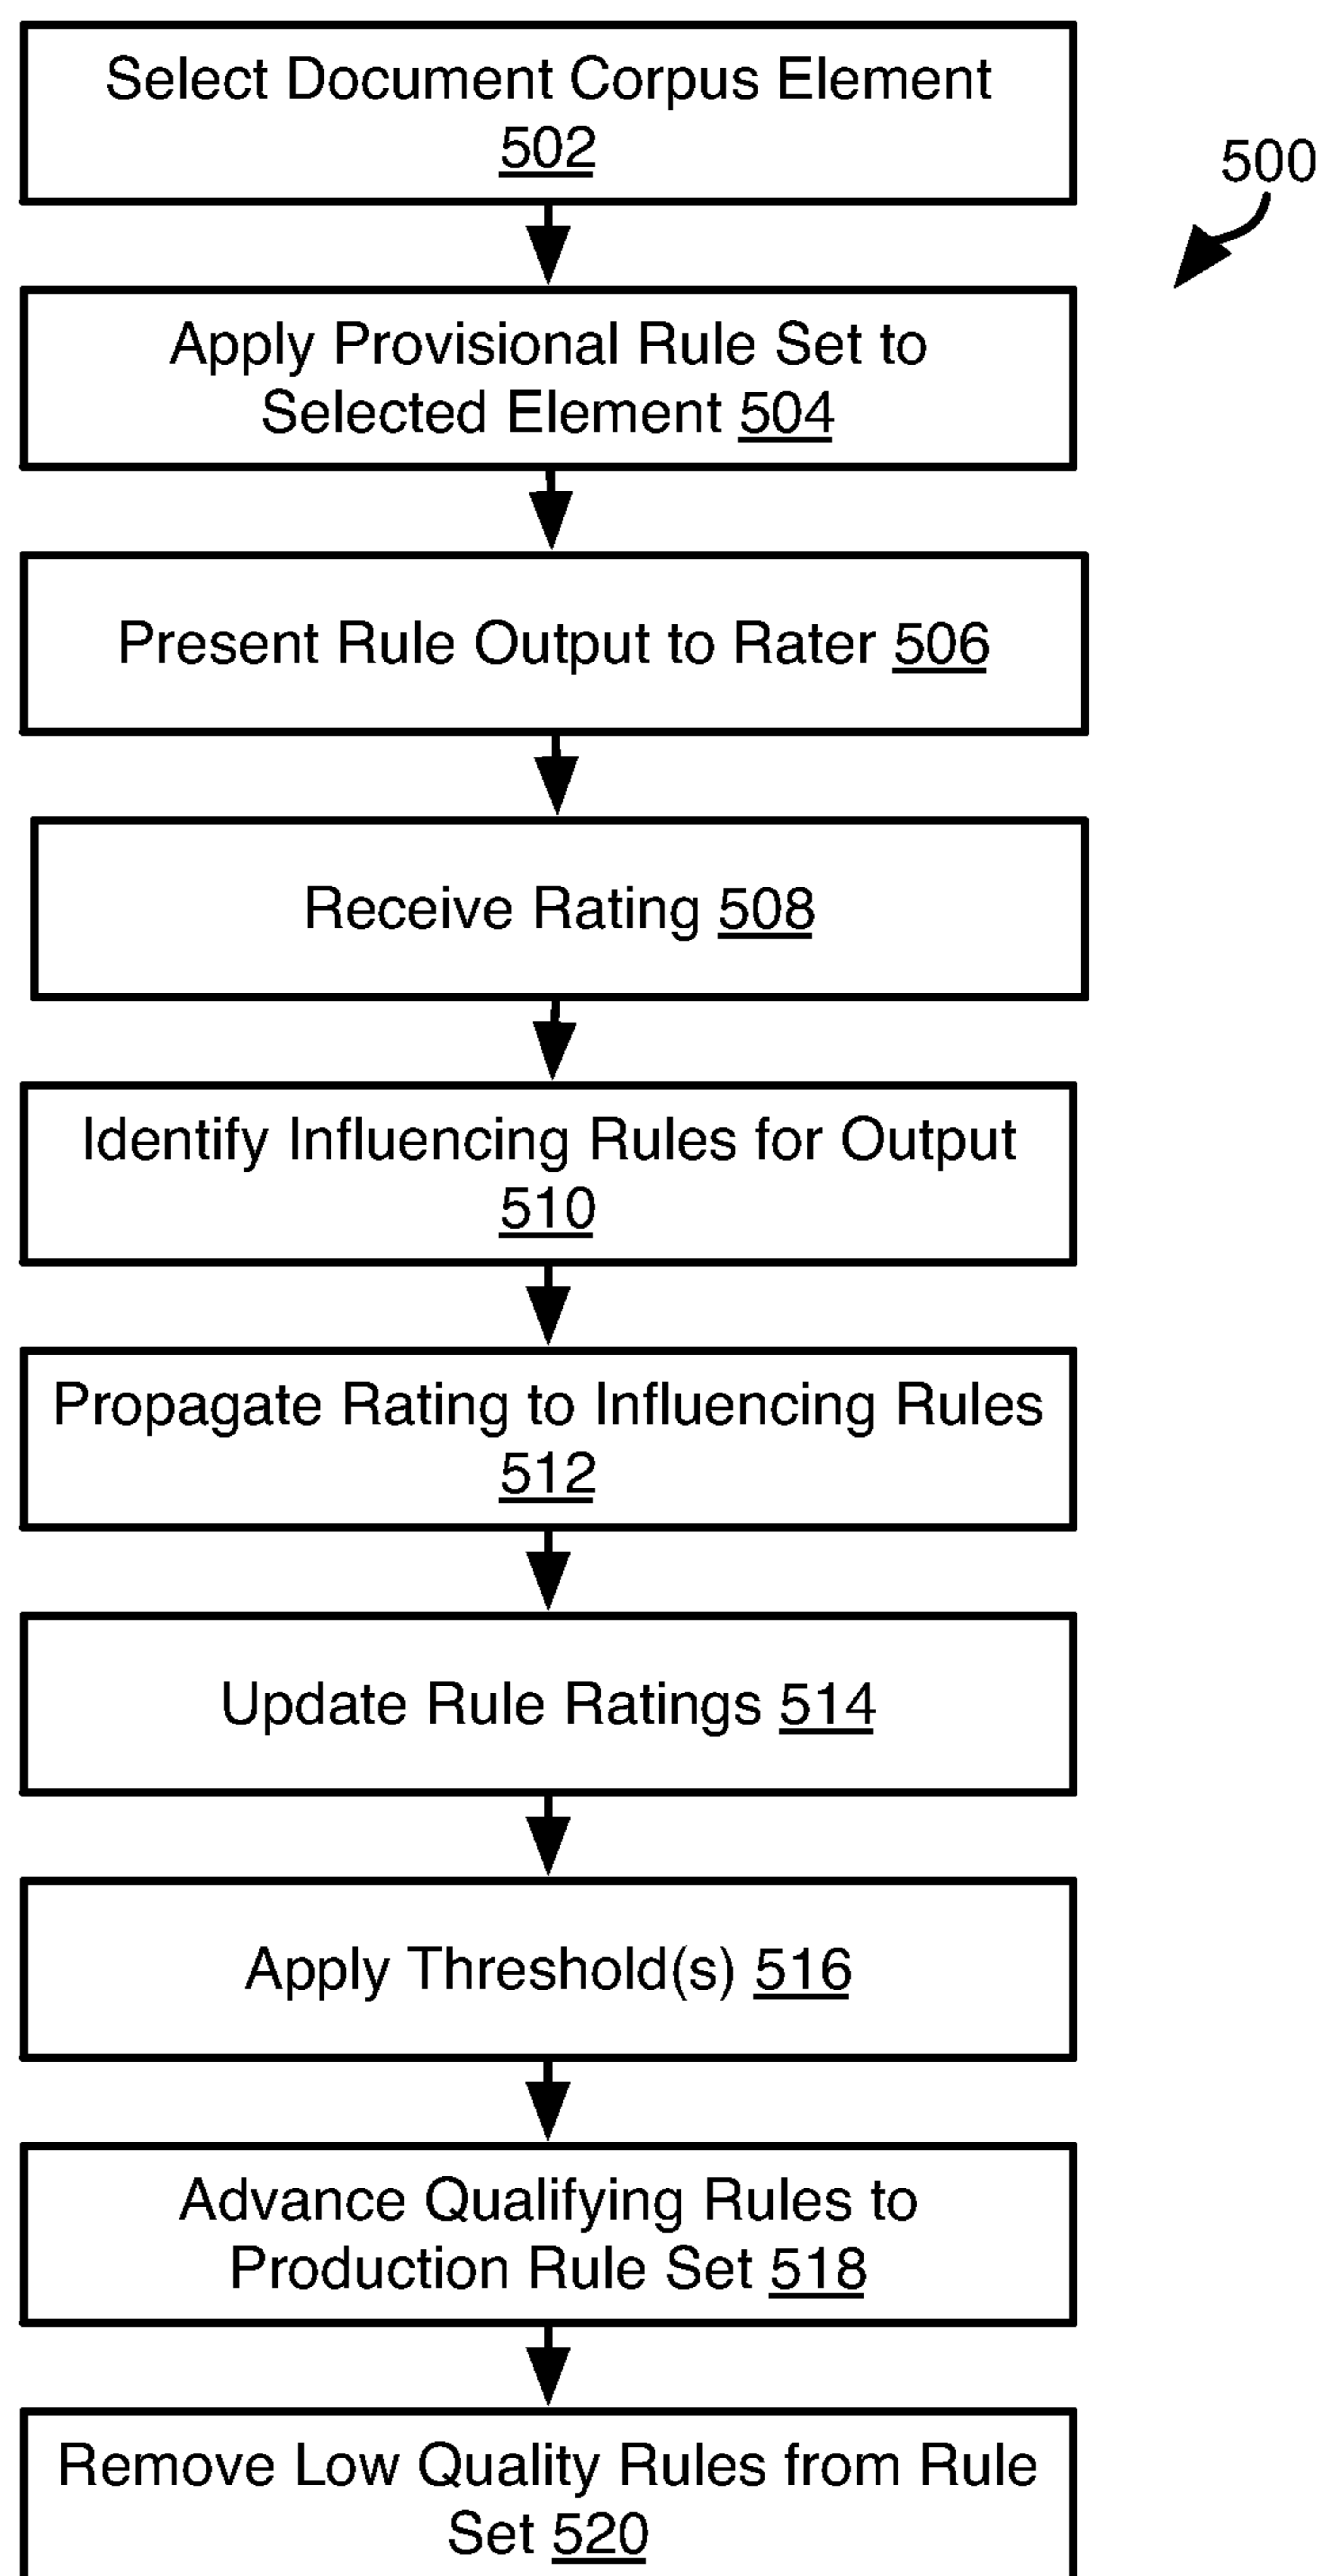 Select Document Corpus Element
502
500
Apply Provisional Rule Set to
Selected Element 504
Present Rule Output to Rater 506
Receive Rating 508
Identify Influencing Rules for Output
510
Propagate Rating to Influencing Rules
512
Update Rule Ratings 514
Apply Threshold(s) 516
Advance Qualifying Rules to
Production Rule Set 518
Remove Low Quality Rules from Rule
Set 520